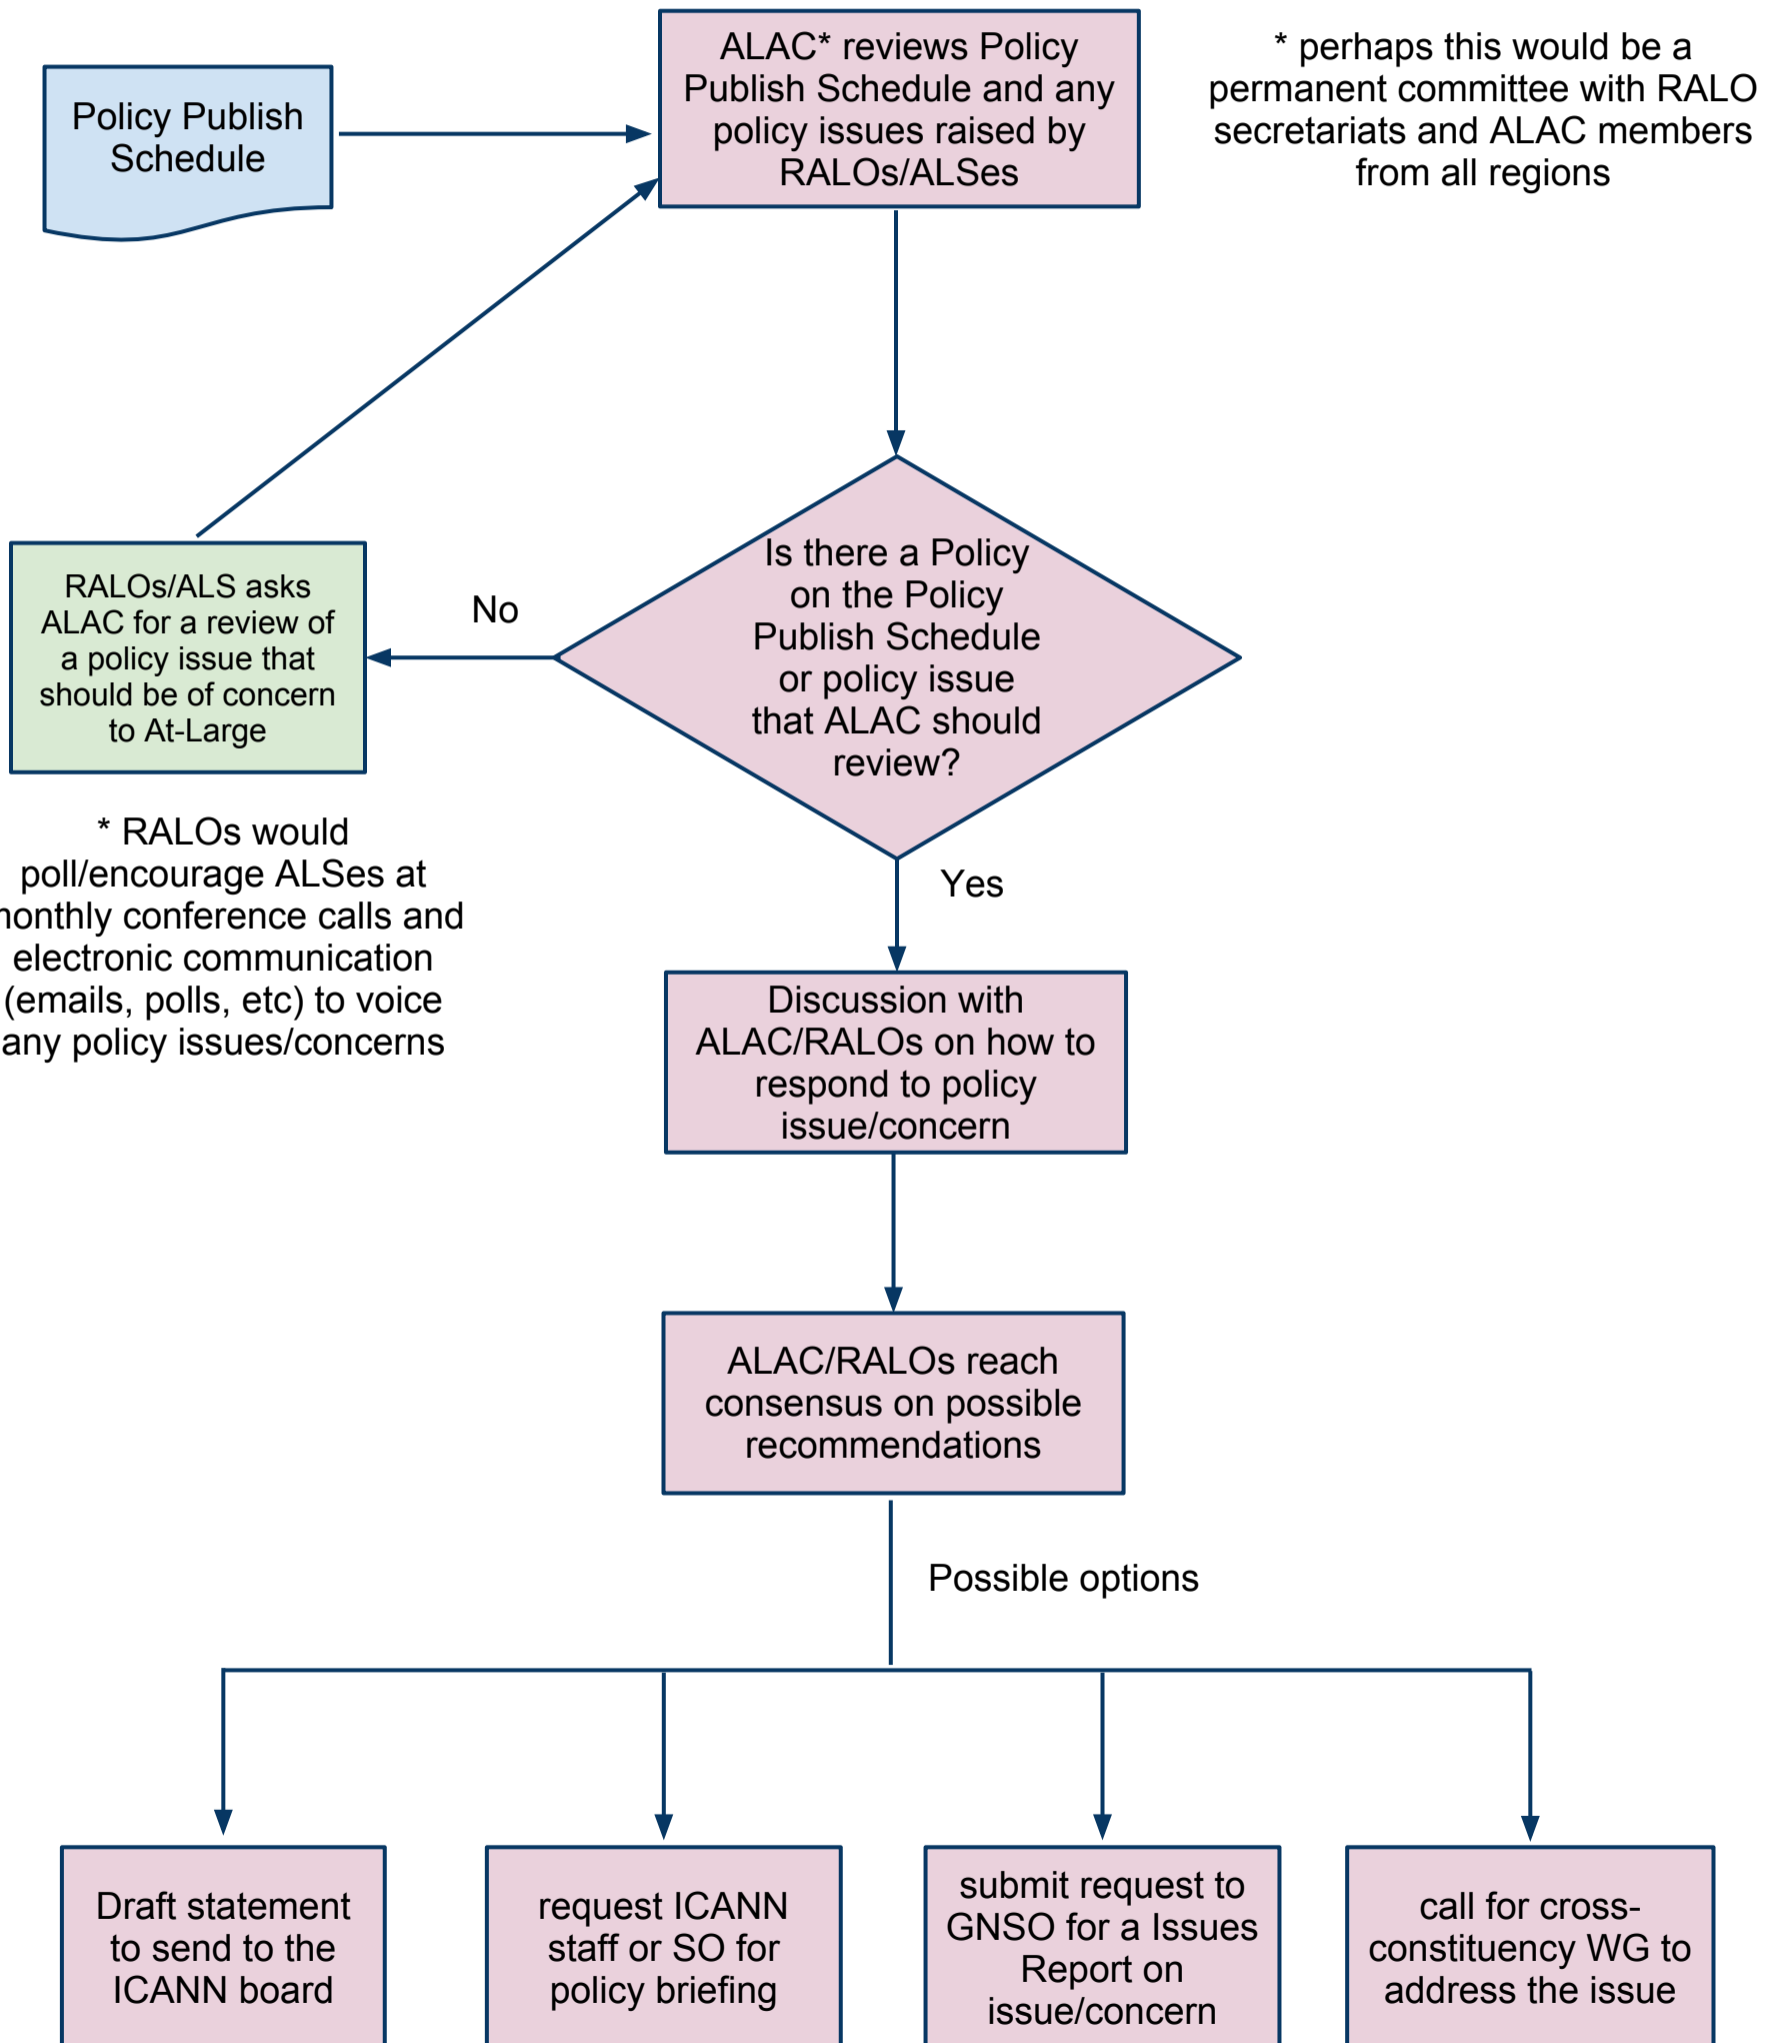 Policy Publish
Schedule
ALAC* reviews Policy
Publish Schedule and any
policy issues raised by
RALOs/ALSes
* perhaps this would be a
permanent committee with RALO
secretariats and ALAC members
from all regions
Is there a Policy
on the Policy
Publish Schedule
or policy issue
that ALAC should
review?
No
RALOs/ALS asks
ALAC for a review of
a policy issue that
should be of concern
to At-Large
* RALOs would
poll/encourage ALSes at
monthly conference calls and
electronic communication
(emails, polls, etc) to voice
any policy issues/concerns
Yes
Discussion with
ALAC/RALOs on how to
respond to policy
issue/concern
ALAC/RALOs reach
consensus on possible
recommendations
Possible options
Draft statement
to send to the
ICANN board
request ICANN
staff or SO for
policy briefing
submit request to
GNSO for a Issues
Report on
issue/concern
call for cross-
constituency WG to
address the issue